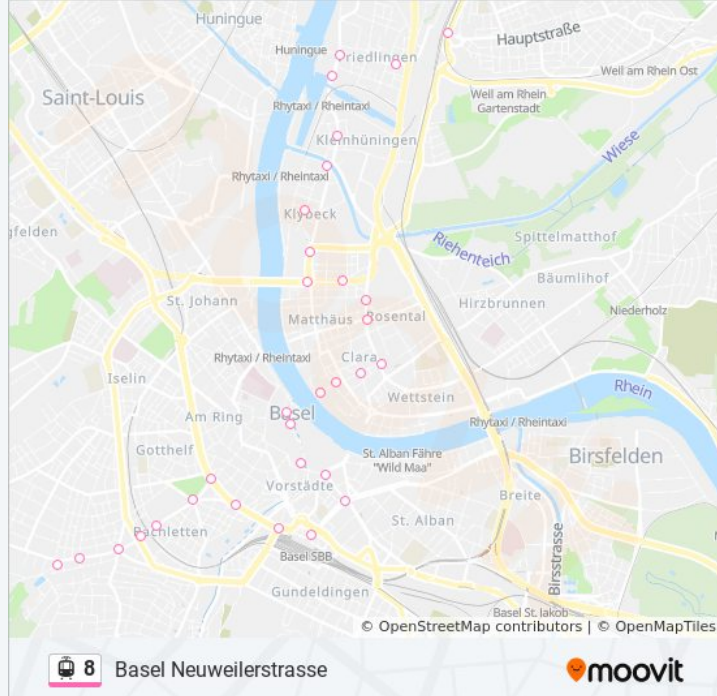 Huningue
Hauptstraße
Huningue
Friedlingen
Weil am Rhein Ost
Saint-Louis
Weil am Rhein
Gartenstadt
Rhytaxi / Rheintaxi
Kleinhüningen
Wiese
Rhytaxi / Rheintaxi
Klybeck
gfelden
Riehenteich
Spittelmatthof
Bäumlihof
St. Johann
Hirzbrunnen
Niederholz
Matthäus
Rosental
Rhytaxi / Rheintaxi
Clara
Iselin
Rhein
Wettstein
Basel
Am Ring
Rhytaxi / Rheintaxi
Gotthelf
St. Alban Fähre
"Wild Maa"
Birsfelden
Vorstädte
Breite
St. Alban
Bachletten
Basel SBB
Birsstrasse
Gundeldingen
Basel St. Jakob
© OpenStreetMap contributors | © OpenMapTiles
8 Basel Neuweilerstrasse
moovit